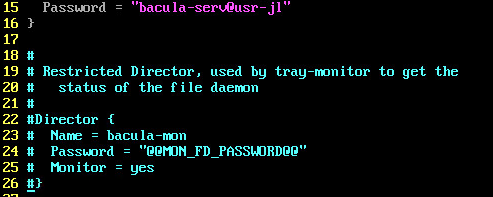 15   Password = "bacula-serv@usr-jl"
16 }
17
18 #
19 # Restricted Director, used by tray-monitor to get the
20 #   status of the file daemon
21 #
22 #Director {
23 #  Name = bacula-mon
24 #  Password = "@@MON_FD_PASSWORD@@"
25 #  Monitor = yes
26 #}
27